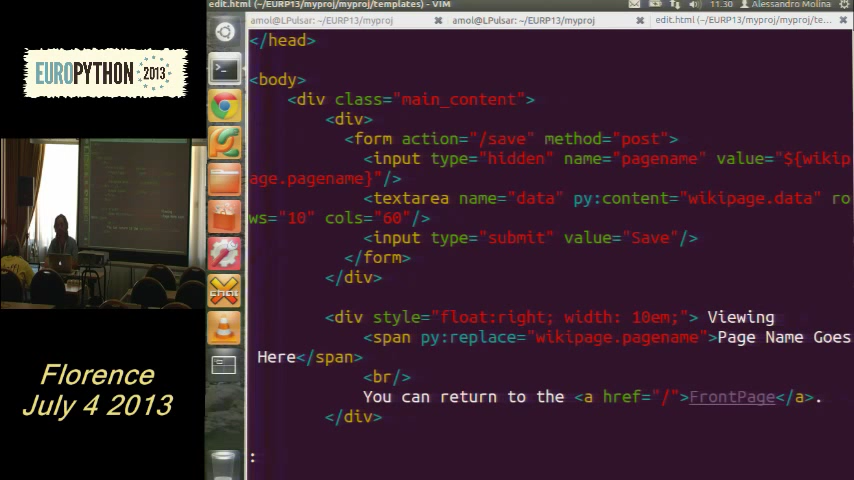 edit.html (~/EURP13/myproj/myproj/templates) - VIM
11.30 Alessandro Molina
amol@LPulsar: ~/EURP13/myproj
amol@LPulsar: ~/EURP13/myproj
edit.html (~/EURP13/myproj/myproj/te...
EUROPYTHON 2013
</head>
<body>
<div class="main_content">
<div>
<form action="/save" method="post">
<input type="hidden" name="pagename" value="${wikip
age.pagename}"/>
<textarea name="data" py:content="wikipage.data" ro
ws="10" cols="60"/>
<input type="submit" value="Save"/>
</form>
</div>
<div style="float:right; width: 10em;"> Viewing
<span py:replace="wikipage.pagename">Page Name Goes
Here</span>
<br/>
You can return to the <a href="/">FrontPage</a>.
</div>
:
Florence
July 4 2013